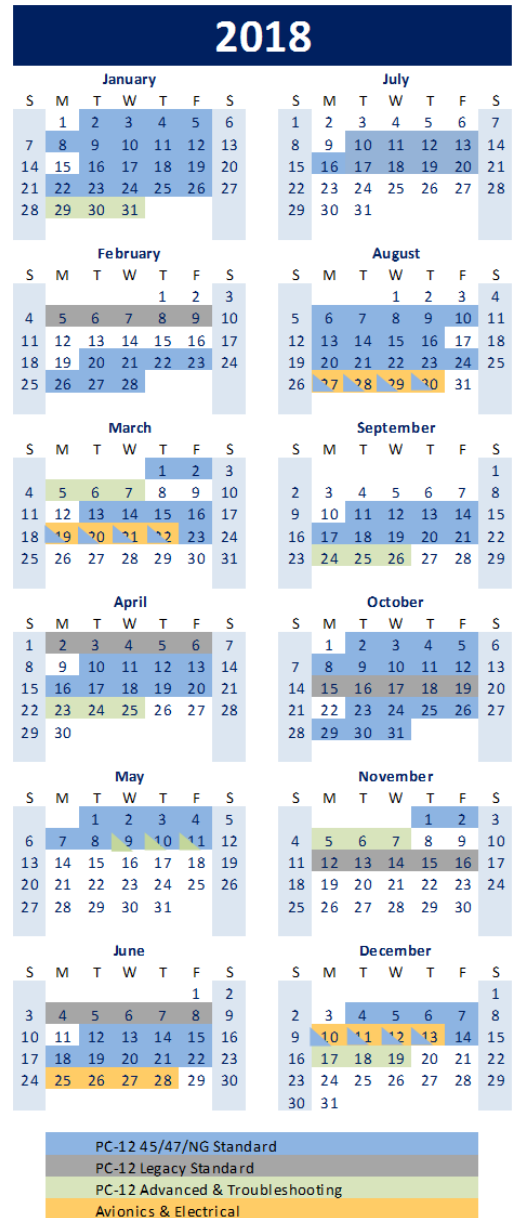 2018
January July
S M T W T F S S M T W T F S
1 2 3 4 5 6 1 2 3 4 5 6 7
7 8 9 10 11 12 13 8 9 10 11 12 13 14
14 15 16 17 18 19 20 15 16 17 18 19 20 21
21 22 23 24 25 26 27 22 23 24 25 26 27 28
28 29 30 31 29 30 31
February August
S M T W T F S S M T W T F S
1 2 3 1 2 3 4
4 5 6 7 8 9 10 5 6 7 8 9 10 11
11 12 13 14 15 16 17 12 13 14 15 16 17 18
18 19 20 21 22 23 24 19 20 21 22 23 24 25
25 26 27 28 26 27 28 29 30 31
March September
S M T W T F S S M T W T F S
1 2 3 1
4 5 6 7 8 9 10 2 3 4 5 6 7 8
11 12 13 14 15 16 17 9 10 11 12 13 14 15
18 19 20 21 22 23 24 16 17 18 19 20 21 22
25 26 27 28 29 30 31 23 24 25 26 27 28 29
April October
S M T W T F S S M T W T F S
1 2 3 4 5 6 7 1 2 3 4 5 6
8 9 10 11 12 13 14 7 8 9 10 11 12 13
15 16 17 18 19 20 21 14 15 16 17 18 19 20
22 23 24 25 26 27 28 21 22 23 24 25 26 27
29 30 28 29 30 31
May November
S M T W T F S S M T W T F S
1 2 3 4 5 1 2 3
6 7 8 9 10 11 12 4 5 6 7 8 9 10
13 14 15 16 17 18 19 11 12 13 14 15 16 17
20 21 22 23 24 25 26 18 19 20 21 22 23 24
27 28 29 30 31 25 26 27 28 29 30
June December
S M T W T F S S M T W T F S
1 2 1
3 4 5 6 7 8 9 2 3 4 5 6 7 8
10 11 12 13 14 15 16 9 10 11 12 13 14 15
17 18 19 20 21 22 23 16 17 18 19 20 21 22
24 25 26 27 28 29 30 23 24 25 26 27 28 29
30 31
PC-12 45/47/NG Standard
PC-12 Legacy Standard
PC-12 Advanced & Troubleshooting
Avionics & Electrical